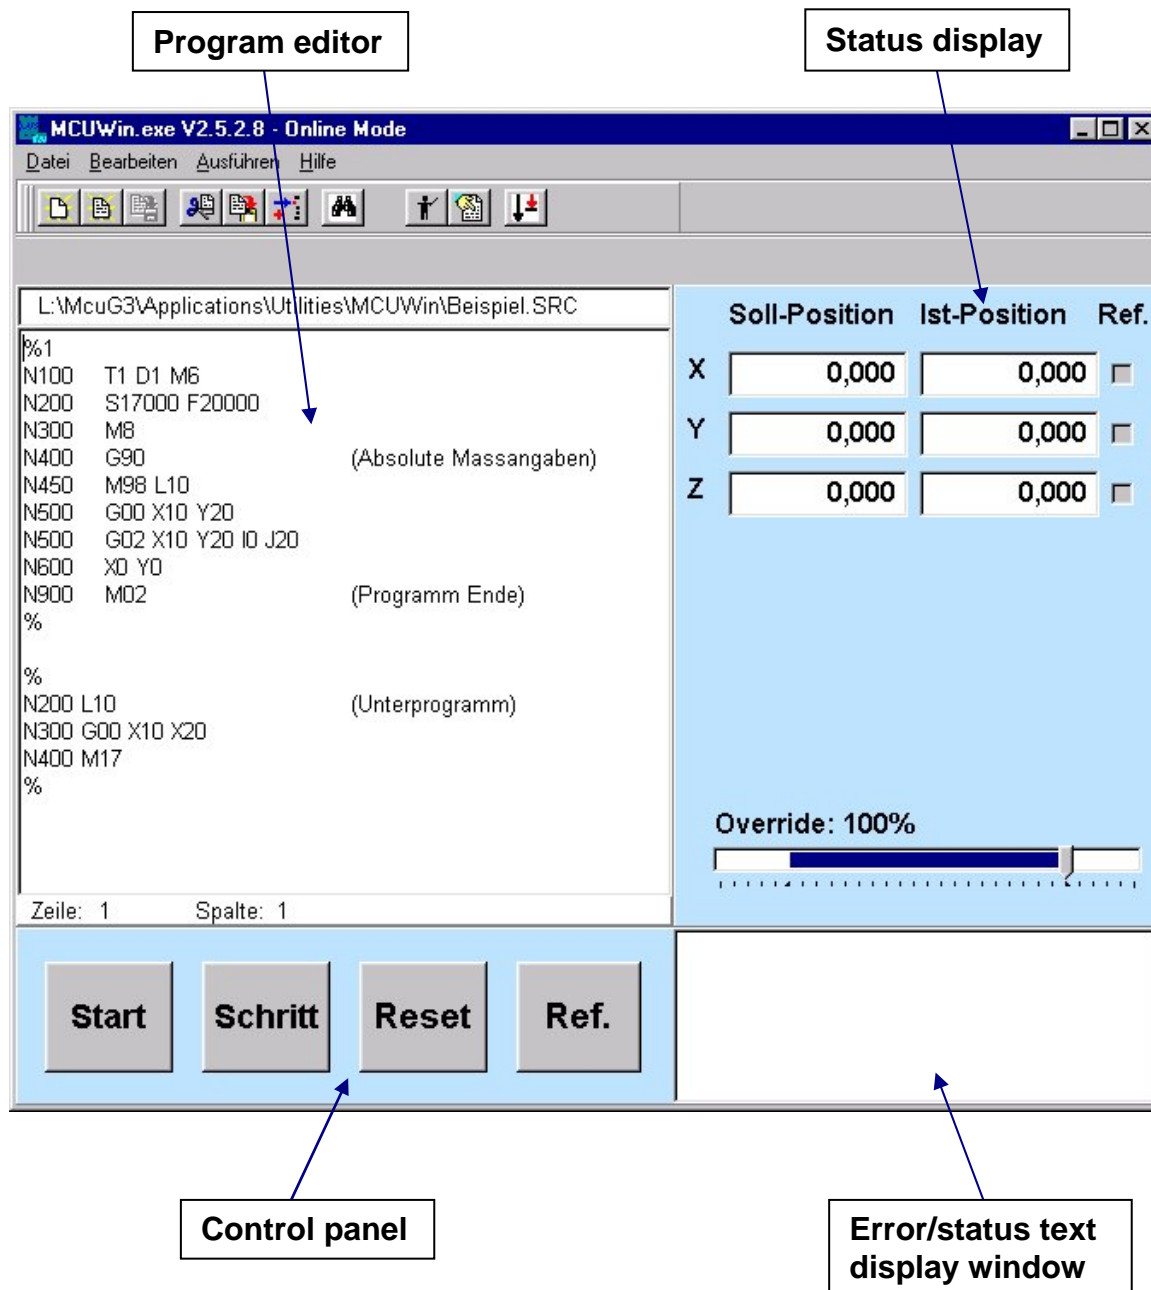 Program editor
Status display
MCUWin.exe V2.5.2.8 - Online Mode
Datei Bearbeiten Ausführen Hilfe
L:\McuG3\Applications\Utilities\MCUWin\Beispiel.SRC
%1
N100 T1 D1 M6
N200 S17000 F20000
N300 M8
N400 G90 (Absolute Massangaben)
N450 M98 L10
N500 G00 X10 Y20
N500 G02 X10 Y20 I0 J20
N600 X0 Y0
N900 M02 (Programm Ende)
%
%
N200 L10 (Unterprogramm)
N300 G00 X10 X20
N400 M17
%
Zeile: 1 Spalte: 1
Soll-Position Ist-Position Ref.
X 0,000 0,000
Y 0,000 0,000
Z 0,000 0,000
Override: 100%
Start Schritt Reset Ref.
Control panel
Error/status text
display window